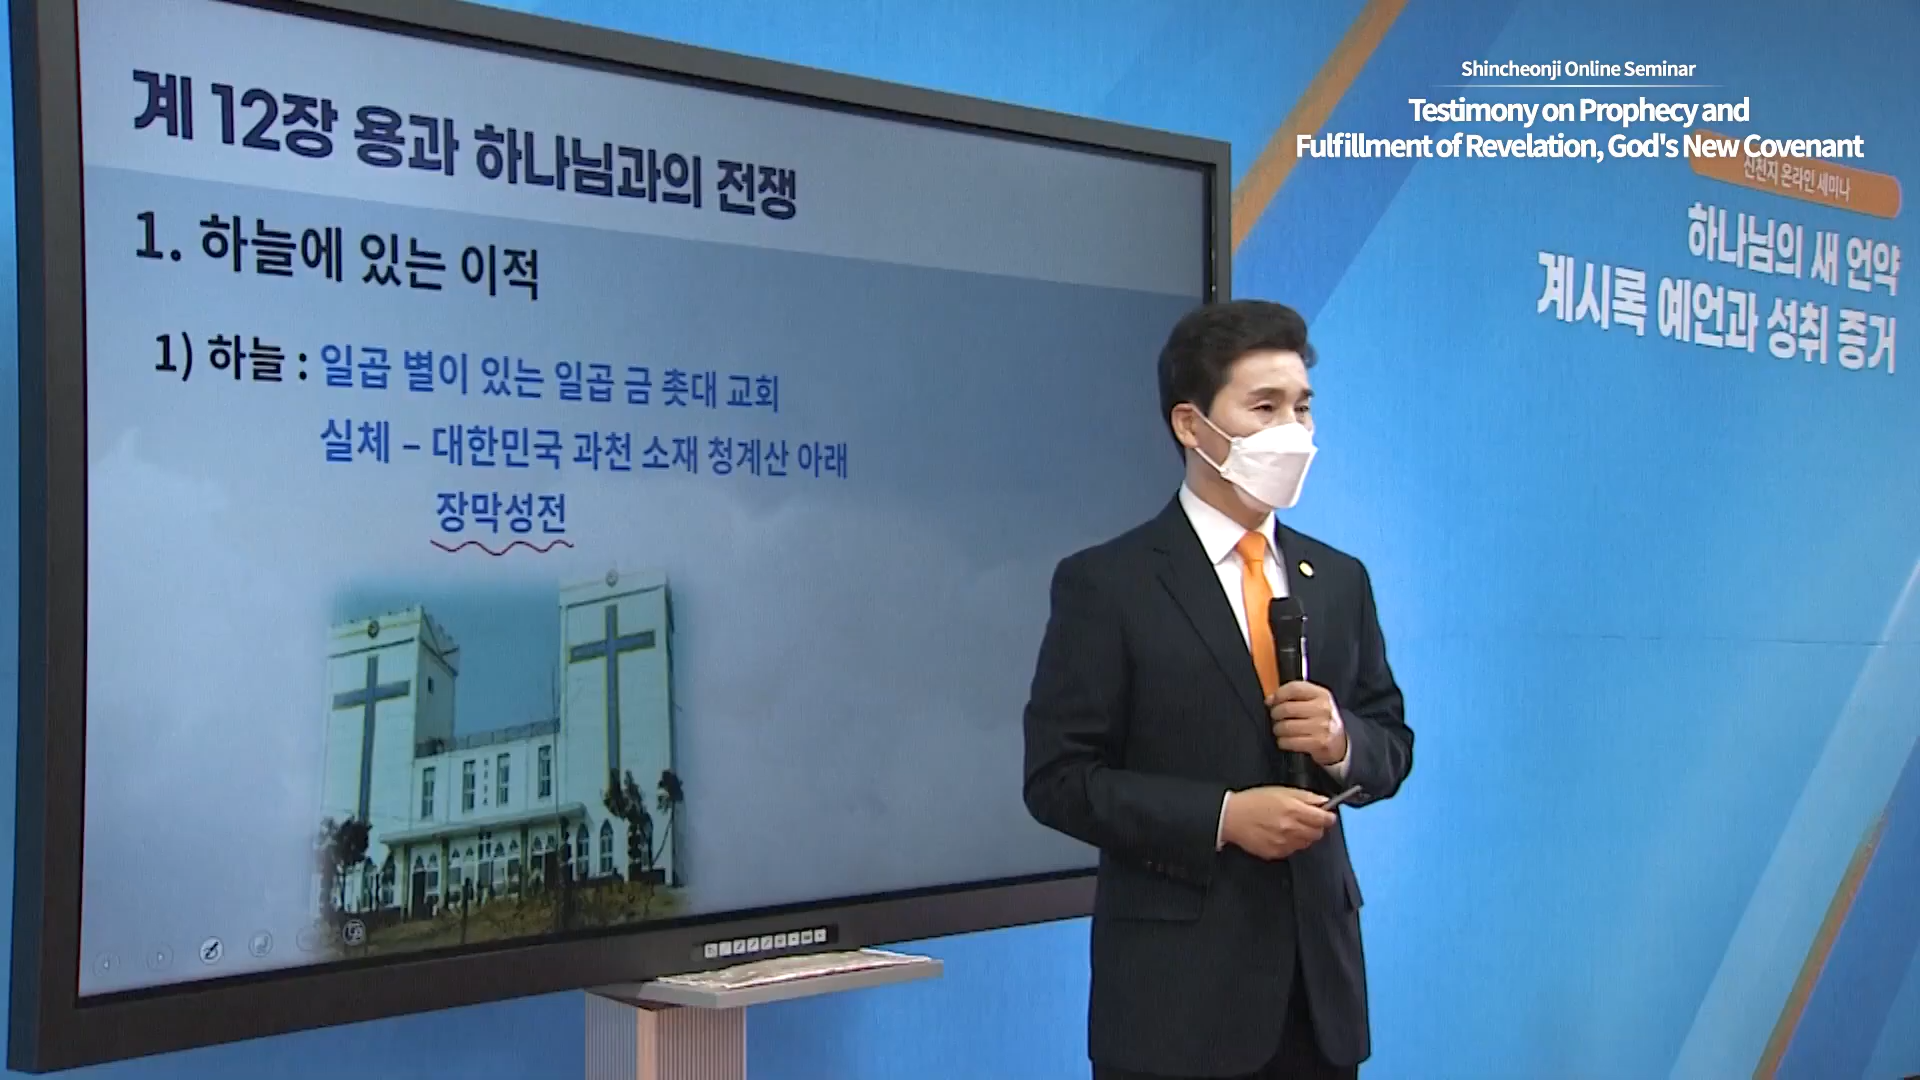 계 12장 용과 하나님과의 전쟁
1. 하늘에 있는 이적
1) 하늘 : 일곱 별이 있는 일곱 금 촛대 교회
실체 – 대한민국 과천 소재 청계산 아래
장막성전
Shincheonji Online Seminar
Testimony on Prophecy and
Fulfillment of Revelation, God's New Covenant
신천지 온라인 세미나
하나님의 새 언약
계시록 예언과 성취 증거